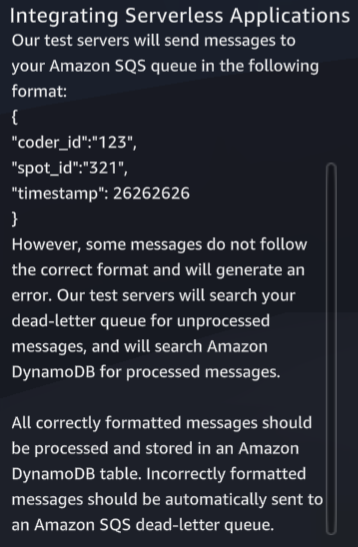 Integrating Serverless Applications
Our test servers will send messages to
your Amazon SQS queue in the following
format:
{
"coder_id":"123",
"spot_id":"321",
"timestamp": 26262626
}
However, some messages do not follow
the correct format and will generate an
error. Our test servers will search your
dead-letter queue for unprocessed
messages, and will search Amazon
DynamoDB for processed messages.

All correctly formatted messages should
be processed and stored in an Amazon
DynamoDB table. Incorrectly formatted
messages should be automatically sent to
an Amazon SQS dead-letter queue.